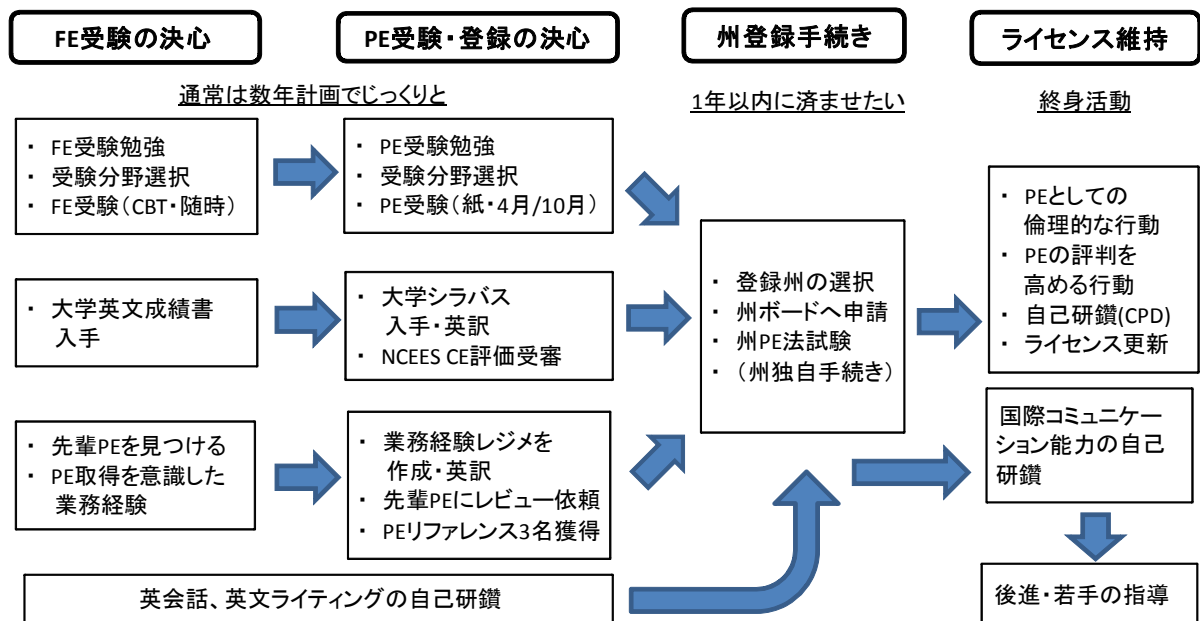 FE受験の決心
PE受験・登録の決心
州登録手続き
ライセンス維持
通常は数年計画でじっくりと
1年以内に済ませたい
終身活動
・ FE受験勉強
・ 受験分野選択
・ FE受験(CBT・随時)
・ PE受験勉強
・ 受験分野選択
・ PE受験(紙・4月/10月)
・ 大学英文成績書
入手
・ 大学シラバス
入手・英訳
・ NCEES CE評価受審
・ 先輩PEを見つける
・ PE取得を意識した
業務経験
・ 業務経験レジメを
作成・英訳
・ 先輩PEにレビュー依頼
・ PEリファレンス3名獲得
英会話、英文ライティングの自己研鑽
・ 登録州の選択
・ 州ボードへ申請
・ 州PE法試験
・ (州独自手続き)
・ PEとしての
倫理的な行動
・ PEの評判を
高める行動
・ 自己研鑽(CPD)
・ ライセンス更新
国際コミュニケー
ション能力の自己
研鑽
後進・若手の指導